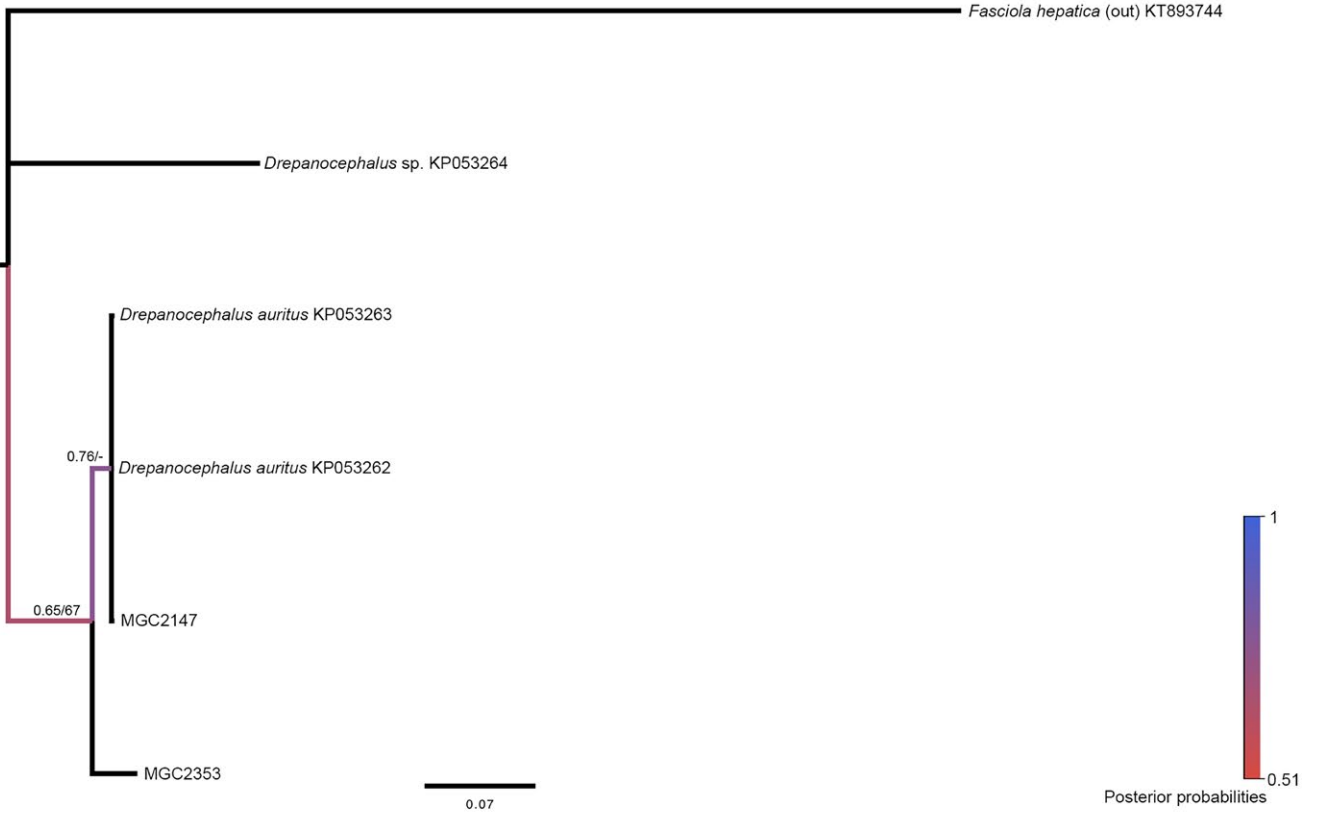 Fasciola hepatica (out) KT893744
Drepanocephalus sp. KP053264
Drepanocephalus auritus KP053263
0.76/-
Drepanocephalus auritus KP053262
1
0.65/67
MGC2147
MGC2353
0.07
0.51
Posterior probabilities